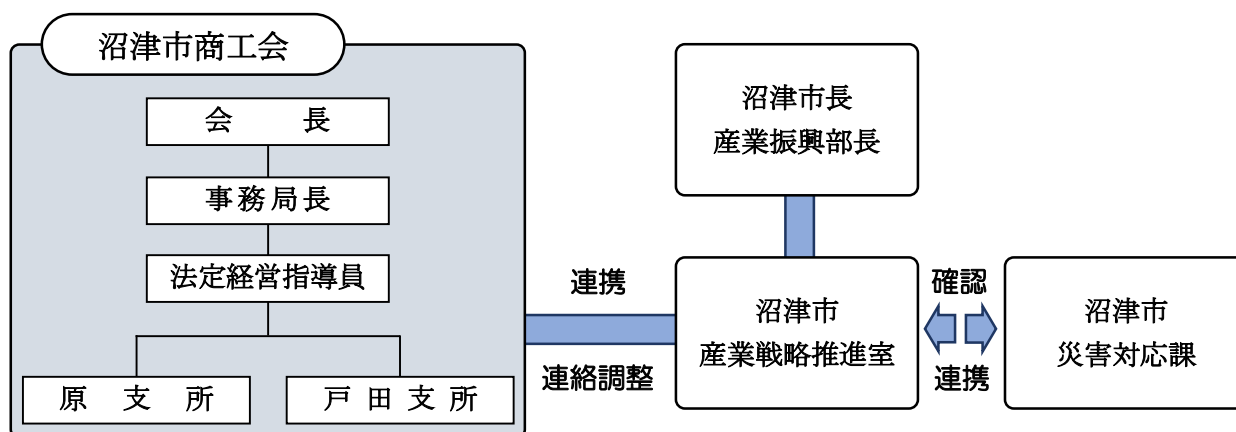 沼津市商工会
会長
事務局長
法定経営指導員
原支所
戸田支所
連携
連絡調整
沼津市長
産業振興部長
沼津市
産業戦略推進室
確認
連携
沼津市
災害対応課